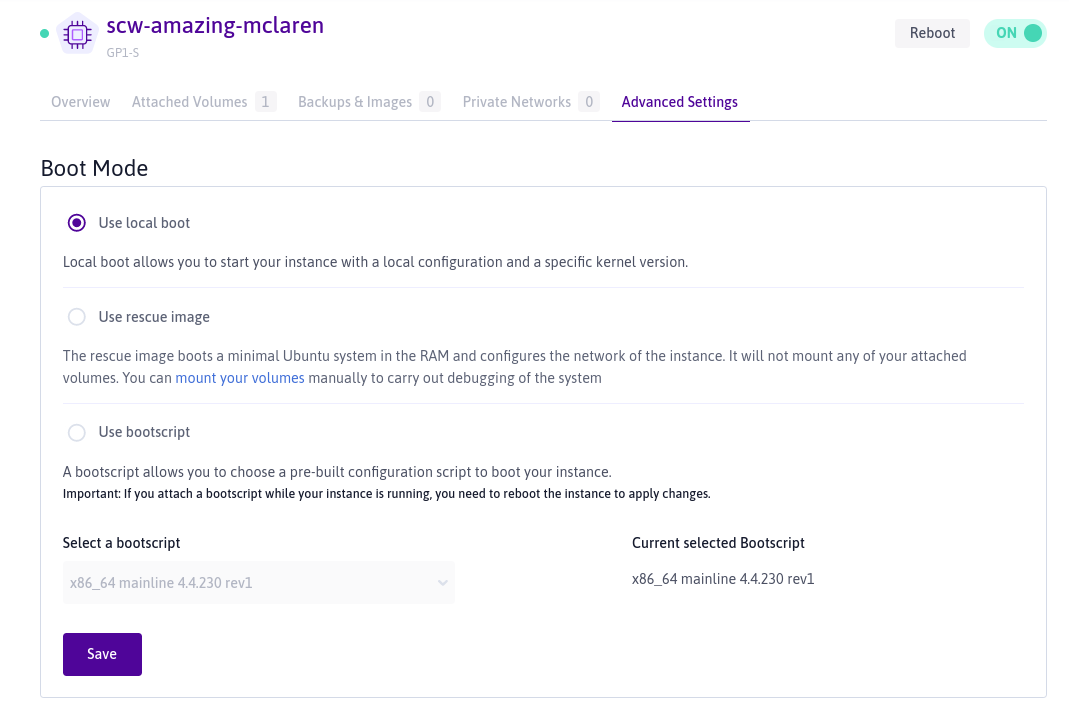 scw-amazing-mclaren
GP1-S
Reboot
ON
Overview
Attached Volumes 1
Backups & Images 0
Private Networks 0
Advanced Settings
Boot Mode
Use local boot
Local boot allows you to start your instance with a local configuration and a specific kernel version.
Use rescue image
The rescue image boots a minimal Ubuntu system in the RAM and configures the network of the instance. It will not mount any of your attached
volumes. You can mount your volumes manually to carry out debugging of the system
Use bootscript
A bootscript allows you to choose a pre-built configuration script to boot your instance.
Important: If you attach a bootscript while your instance is running, you need to reboot the instance to apply changes.
Select a bootscript
x86_64 mainline 4.4.230 rev1
Current selected Bootscript
x86_64 mainline 4.4.230 rev1
Save